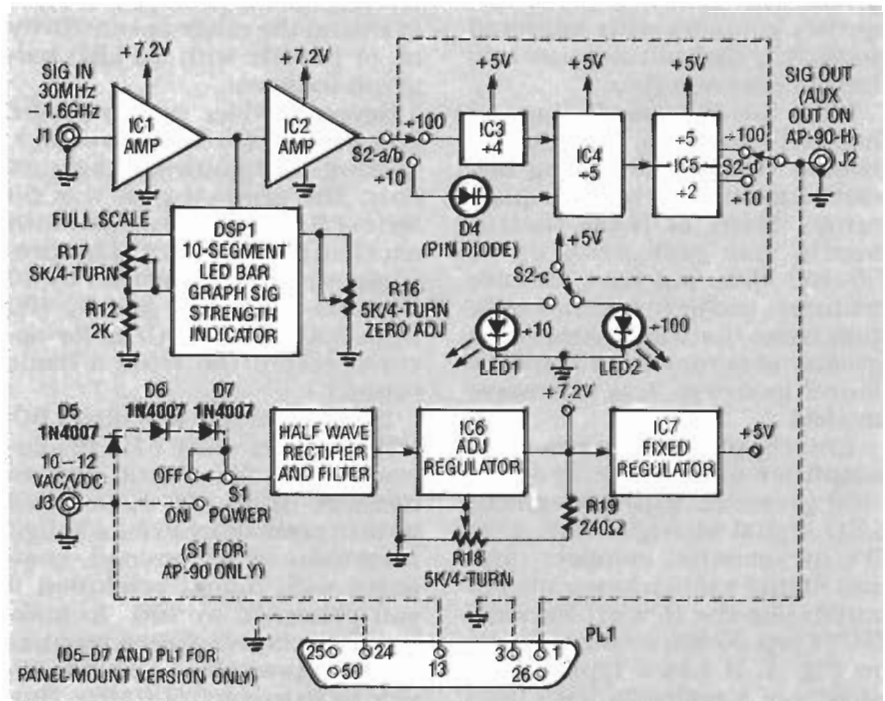 +7.2V
SIG IN
30MHz
-1.6GHz
J1
IC1
AMP
+7.2V
IC2
AMP
S2-a/b
÷100
÷10
+5V
IC3
÷4
D4
(PIN DIODE)
+5V
IC4
÷5
+5V
÷5
IC5
÷2
÷100
S2-d
÷10
SIG OUT
(AUX
OUT ON
AP-90-H)
J2
FULL SCALE
R17
5K/4-TURN
R12
2K
DSP1
10-SEGMENT
LED BAR
GRAPH SIG
STRENGTH
INDICATOR
R16
5K/4-TURN
ZERO ADJ
+5V
S2-c
÷10
LED1
÷100
LED2
D5
1N4007
D6
1N4007
D7
1N4007
10-12
VAC/VDC
J3
OFF
S1
ON
POWER
(S1 FOR
AP-90 ONLY)
HALF WAVE
RECTIFIER
AND FILTER
IC6
ADJ
REGULATOR
+7.2V
IC7
FIXED
REGULATOR
+5V
R19
240Ω
R18
5K/4-TURN
PL1
(D5-D7 AND PL1 FOR
PANEL-MOUNT VERSION ONLY)
25
24
13
3
1
50
26